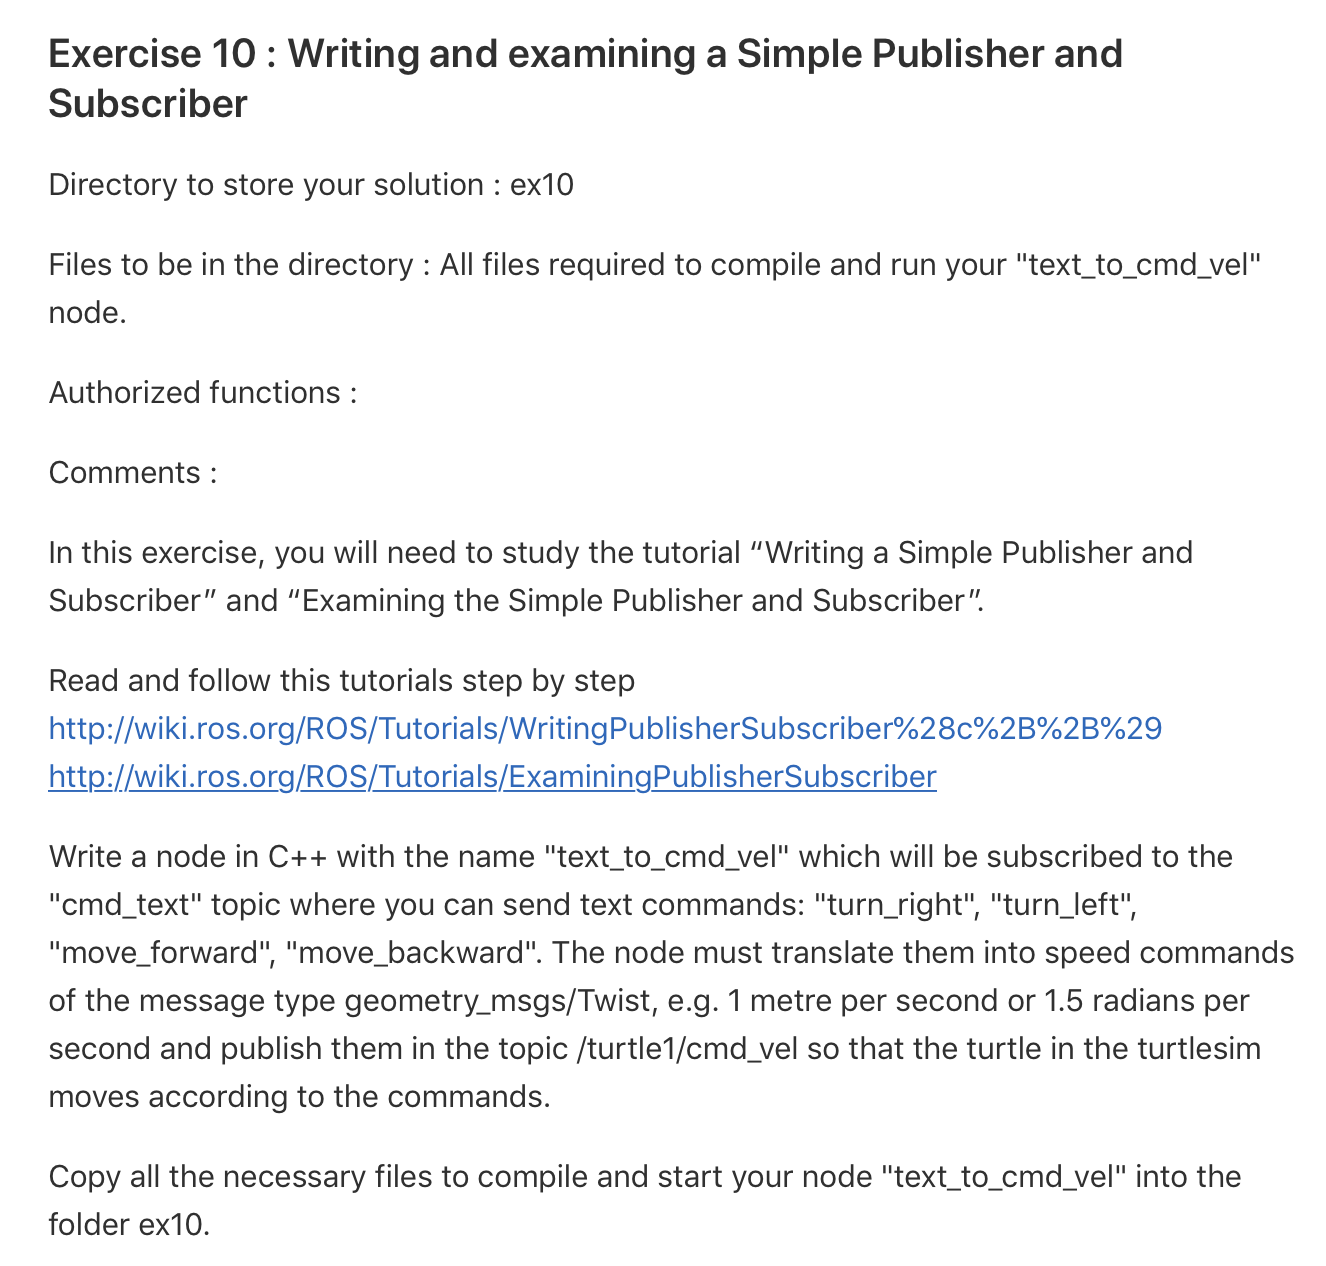 Exercise 10 : Writing and examining a Simple Publisher and
Subscriber
Directory to store your solution : ex10
Files to be in the directory : All files required to compile and run your "text_to_cmd_vel"
node.
Authorized functions :
Comments :
In this exercise, you will need to study the tutorial “Writing a Simple Publisher and
Subscriber” and “Examining the Simple Publisher and Subscriber”.
Read and follow this tutorials step by step
http://wiki.ros.org/ROS/Tutorials/WritingPublisherSubscriber%28c%2B%2B%29
http://wiki.ros.org/ROS/Tutorials/ExaminingPublisherSubscriber
Write a node in C++ with the name "text_to_cmd_vel" which will be subscribed to the
"cmd_text" topic where you can send text commands: "turn_right", "turn_left",
"move_forward", "move_backward". The node must translate them into speed commands
of the message type geometry_msgs/Twist, e.g. 1 metre per second or 1.5 radians per
second and publish them in the topic /turtle1/cmd_vel so that the turtle in the turtlesim
moves according to the commands.
Copy all the necessary files to compile and start your node "text_to_cmd_vel" into the
folder ex10.